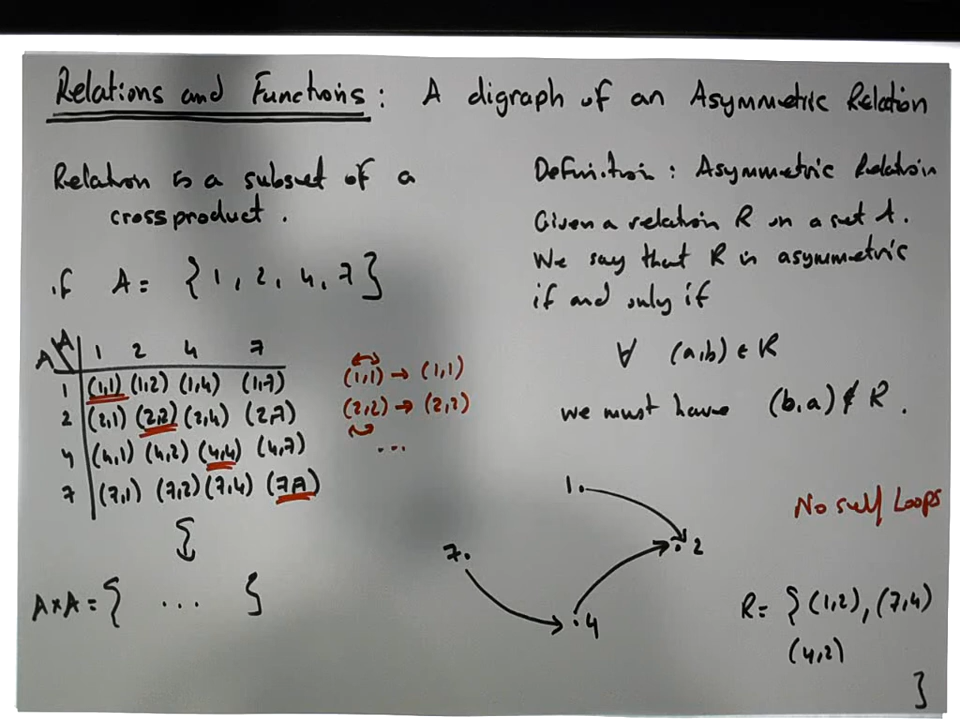 Relations and Functions : A digraph of an Asymmetric Relation
Relation is a subset of a
cross product .
if A = { 1 , 2 , 4 , 7 }
A A 1 2 4 7
1 (1,1) (1,2) (1,4) (1,7)
2 (2,1) (2,2) (2,4) (2,7)
4 (4,1) (4,2) (4,4) (4,7)
7 (7,1) (7,2) (7,4) (7,7)
(1,1) → (1,1)
(2,2) → (2,2)
...
A×A = { ... }
Definition : Asymmetric Relation
Given a relation R on a set A .
We say that R is asymmetric
if and only if
∀ (a,b) ∈ R
we must have (b,a) ∉ R .
No self Loops
1 .
. 2
7 .
. 4
R = { (1,2) , (7,4)
(4,2)
}